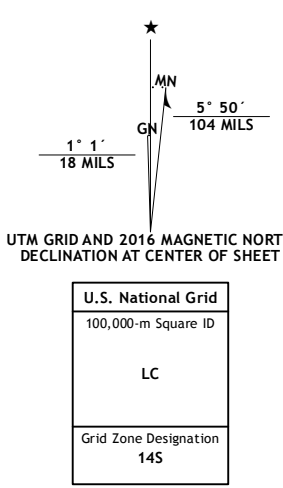 ★
MN
5° 50´
104 MILS
GN
1° 1´
18 MILS
UTM GRID AND 2016 MAGNETIC NORT
DECLINATION AT CENTER OF SHEET
U.S. National Grid
100,000-m Square ID
LC
Grid Zone Designation
14S